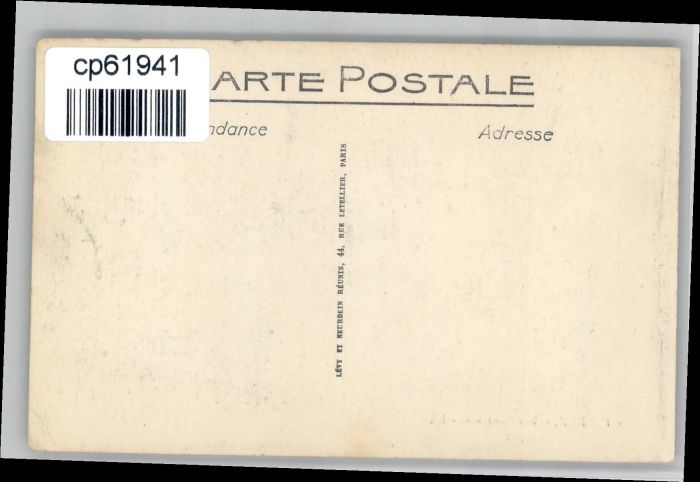 cp61941
ARTE POSTALE
ndance
Adresse
LÉVY ET NEURDEIN RÉUNIS, 44, RUE LETELLIER, PARIS